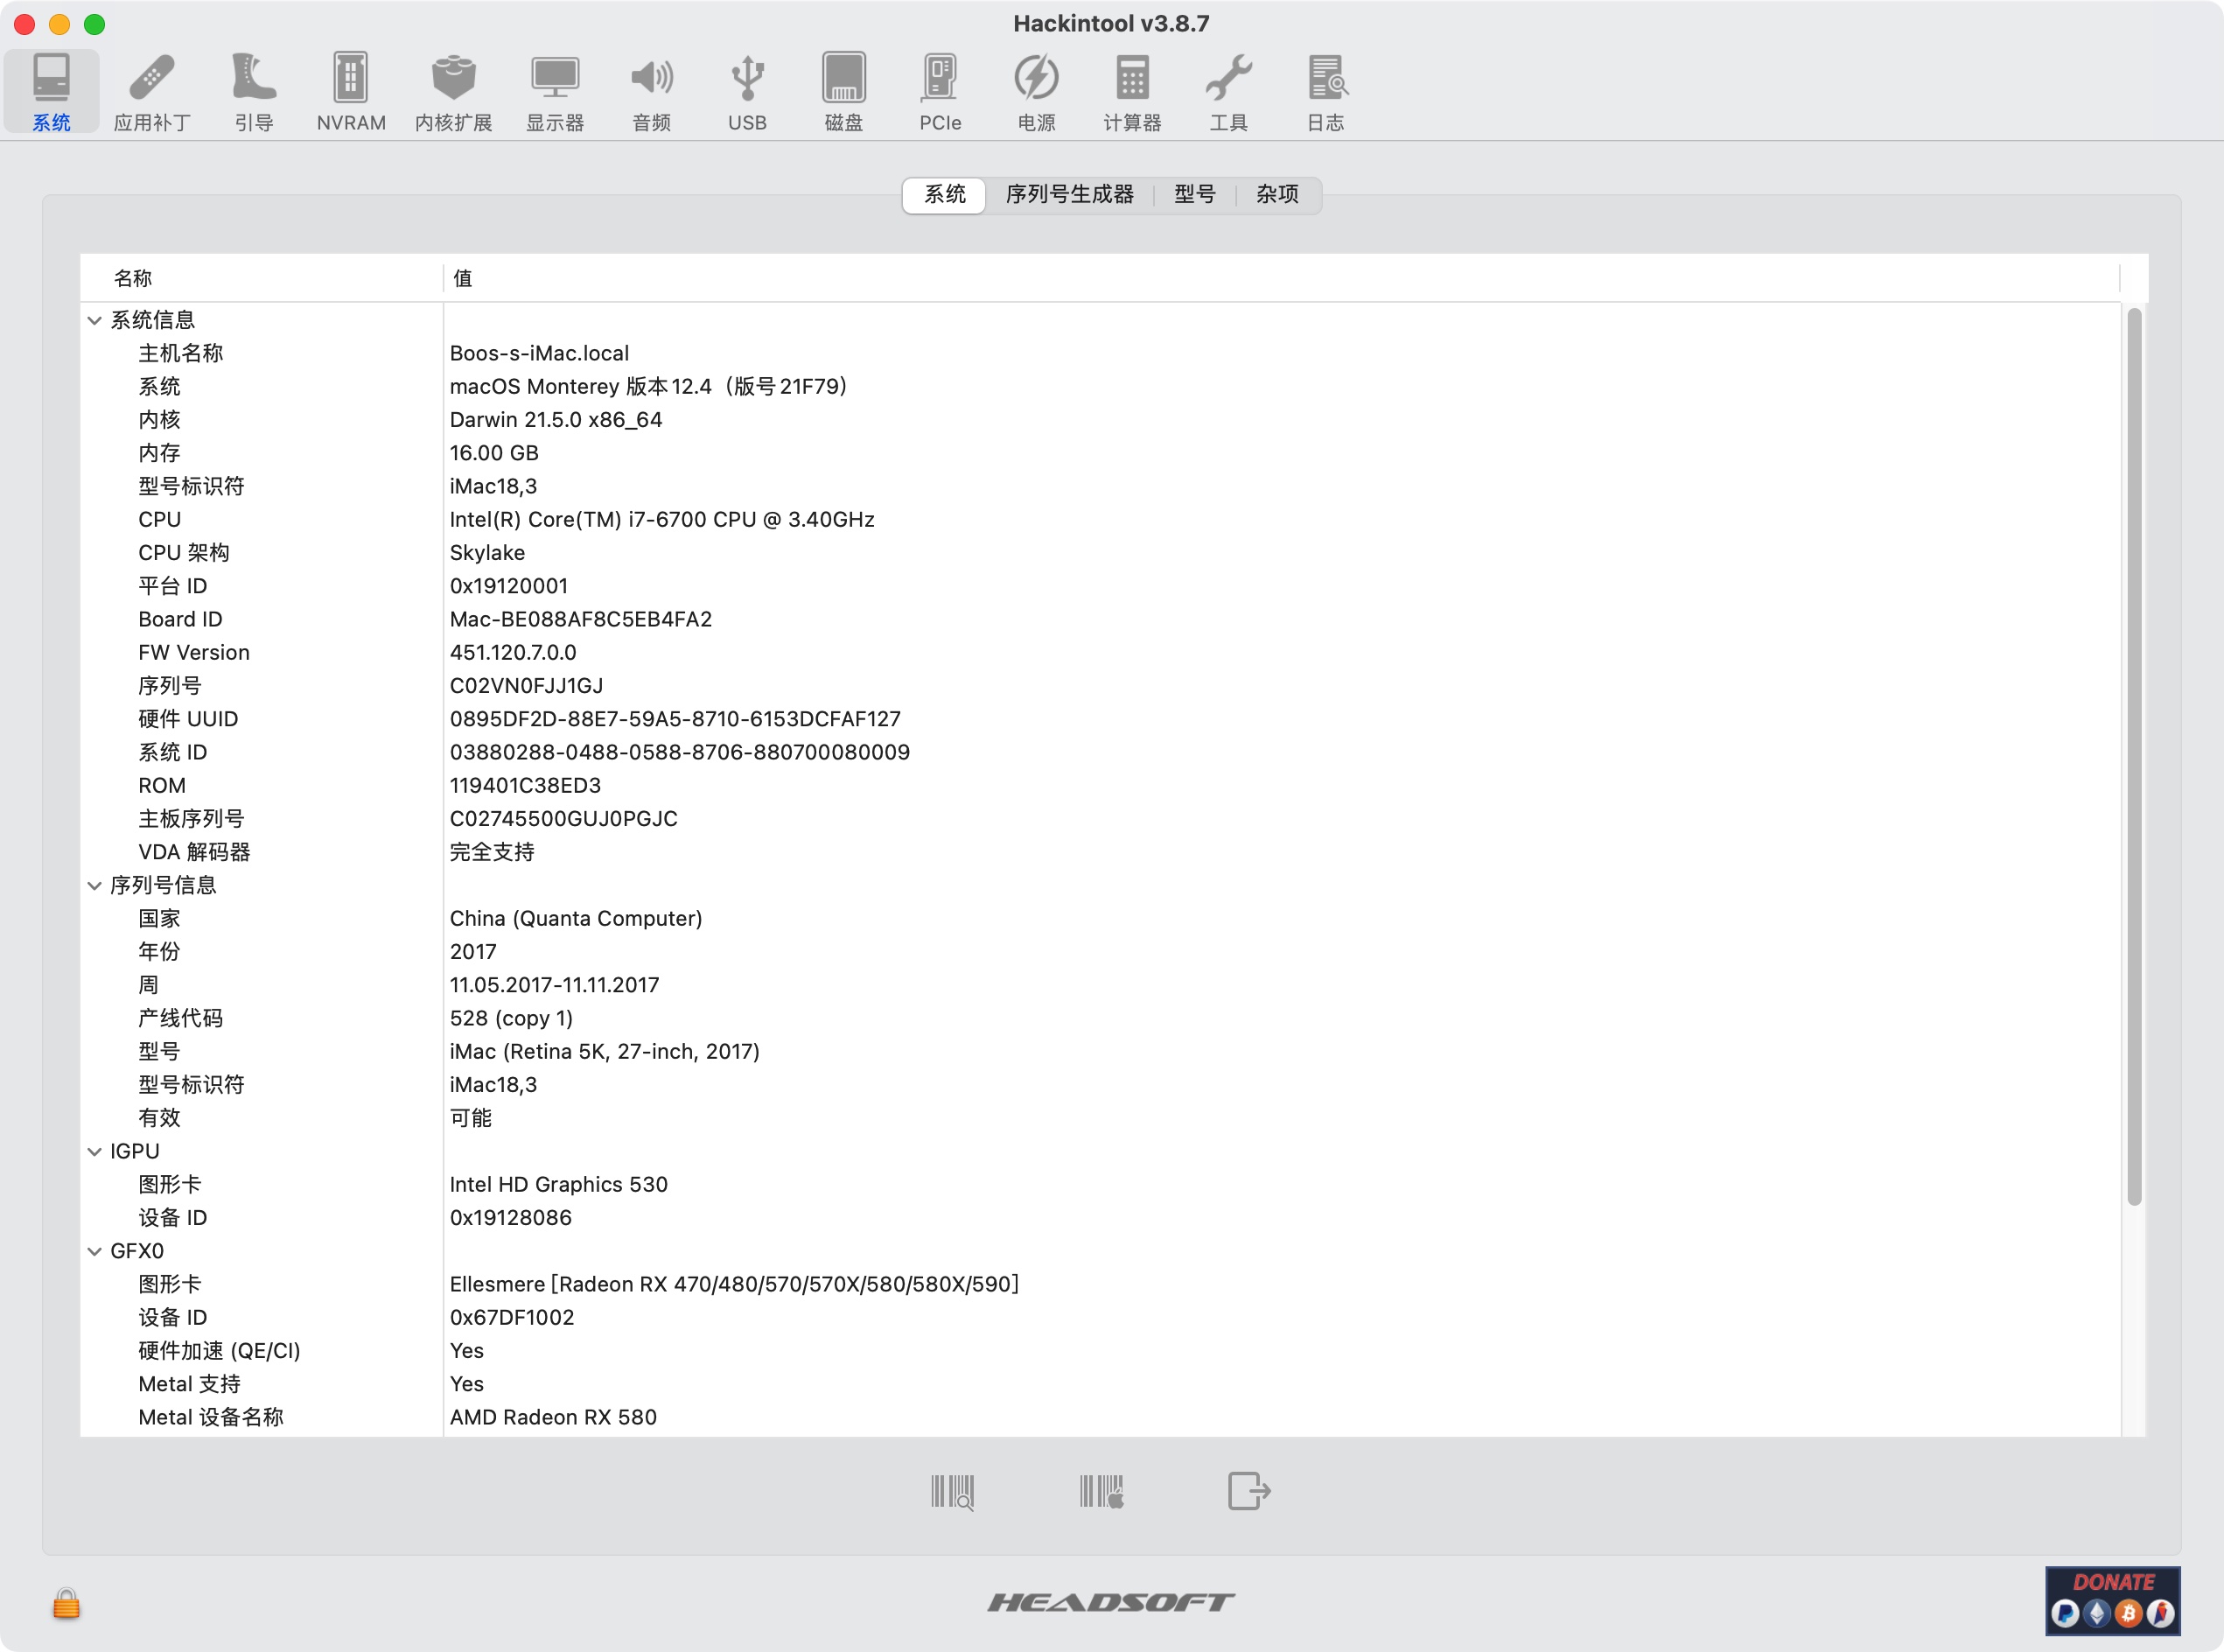 Hackintool v3.8.7
系统 应用补丁 引导 NVRAM 内核扩展 显示器 音频 USB 磁盘 PCIe 电源 计算器 工具 日志
系统 序列号生成器 型号 杂项
名称 值
系统信息
主机名称 Boos-s-iMac.local
系统 macOS Monterey 版本12.4（版号21F79）
内核 Darwin 21.5.0 x86_64
内存 16.00 GB
型号标识符 iMac18,3
CPU Intel(R) Core(TM) i7-6700 CPU @ 3.40GHz
CPU 架构 Skylake
平台 ID 0x19120001
Board ID Mac-BE088AF8C5EB4FA2
FW Version 451.120.7.0.0
序列号 C02VN0FJJ1GJ
硬件 UUID 0895DF2D-88E7-59A5-8710-6153DCFAF127
系统 ID 03880288-0488-0588-8706-880700080009
ROM 119401C38ED3
主板序列号 C02745500GUJ0PGJC
VDA 解码器 完全支持
序列号信息
国家 China (Quanta Computer)
年份 2017
周 11.05.2017-11.11.2017
产线代码 528 (copy 1)
型号 iMac (Retina 5K, 27-inch, 2017)
型号标识符 iMac18,3
有效 可能
IGPU
图形卡 Intel HD Graphics 530
设备 ID 0x19128086
GFX0
图形卡 Ellesmere [Radeon RX 470/480/570/570X/580/580X/590]
设备 ID 0x67DF1002
硬件加速 (QE/CI) Yes
Metal 支持 Yes
Metal 设备名称 AMD Radeon RX 580
HEADSOFT
DONATE